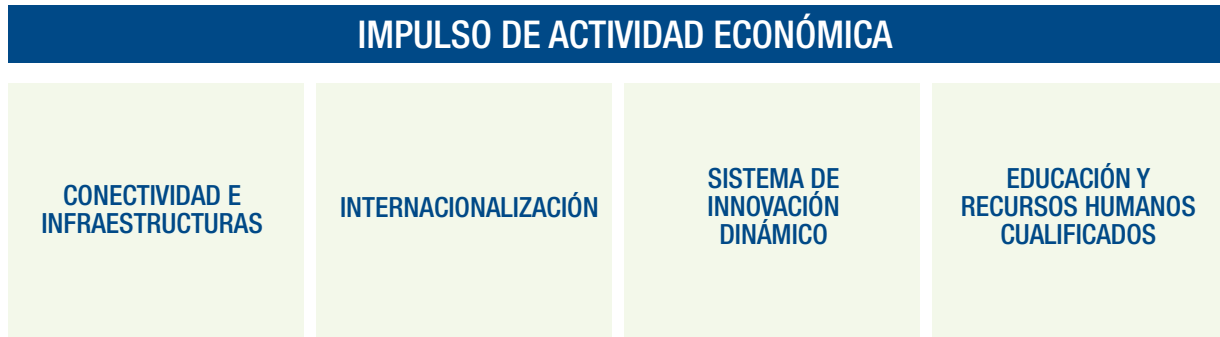 IMPULSO DE ACTIVIDAD ECONÓMICA
CONECTIVIDAD E
INFRAESTRUCTURAS
INTERNACIONALIZACIÓN
SISTEMA DE
INNOVACIÓN
DINÁMICO
EDUCACIÓN Y
RECURSOS HUMANOS
CUALIFICADOS